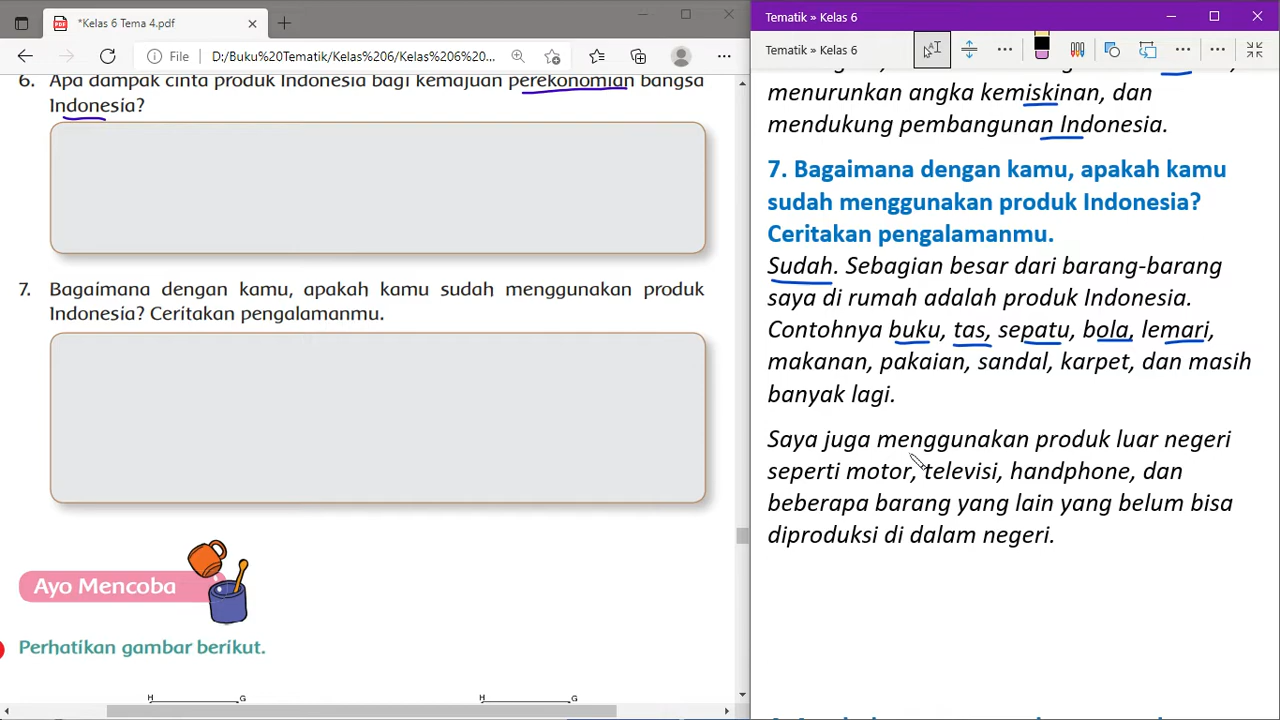 *Kelas 6 Tema 4.pdf
File
D:/Buku%20Tematik/Kelas%206/Kelas%206%20...
6. Apa dampak cinta produk Indonesia bagi kemajuan perekonomian bangsa
Indonesia?
7. Bagaimana dengan kamu, apakah kamu sudah menggunakan produk
Indonesia? Ceritakan pengalamanmu.
Ayo Mencoba
Perhatikan gambar berikut.
H G H G
Tematik » Kelas 6
Tematik » Kelas 6
menurunkan angka kemiskinan, dan
mendukung pembangunan Indonesia.
7. Bagaimana dengan kamu, apakah kamu
sudah menggunakan produk Indonesia?
Ceritakan pengalamanmu.
Sudah. Sebagian besar dari barang-barang
saya di rumah adalah produk Indonesia.
Contohnya buku, tas, sepatu, bola, lemari,
makanan, pakaian, sandal, karpet, dan masih
banyak lagi.
Saya juga menggunakan produk luar negeri
seperti motor, televisi, handphone, dan
beberapa barang yang lain yang belum bisa
diproduksi di dalam negeri.